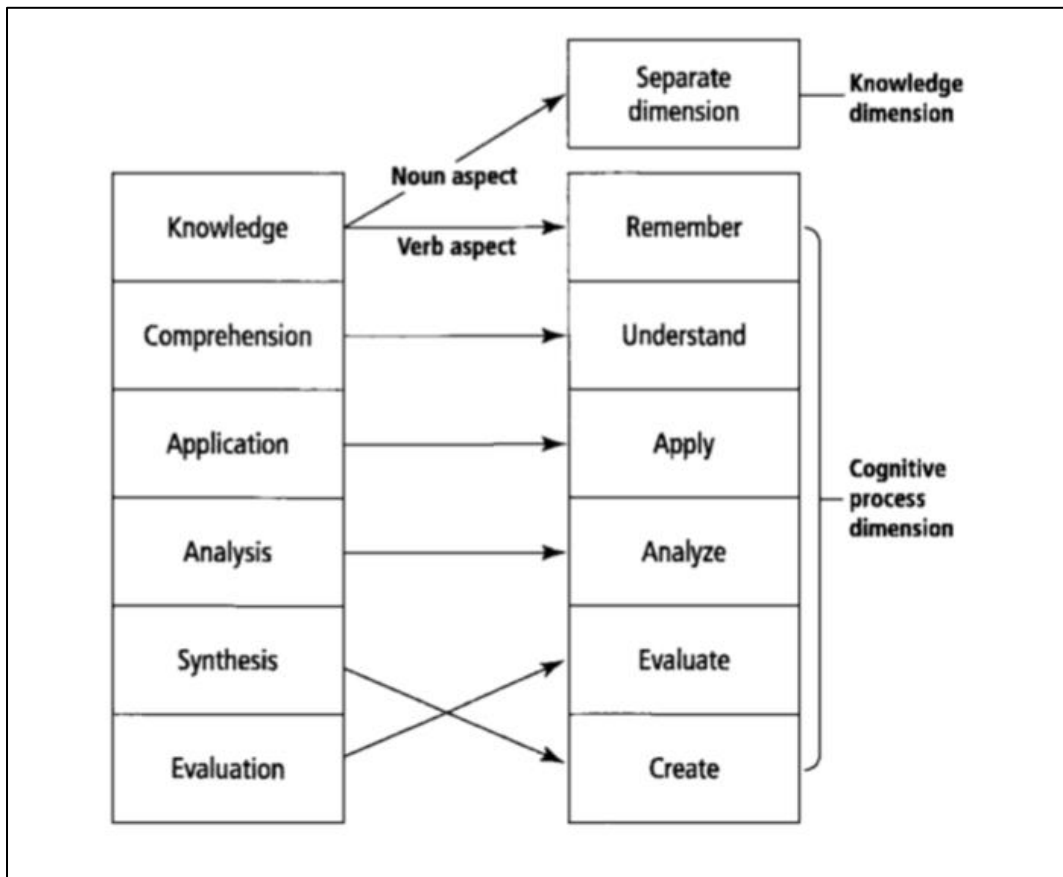 Separate
dimension
Knowledge
dimension
Noun aspect
Knowledge
Verb aspect
Remember
Comprehension
Understand
Application
Apply
Cognitive
process
dimension
Analysis
Analyze
Synthesis
Evaluate
Evaluation
Create